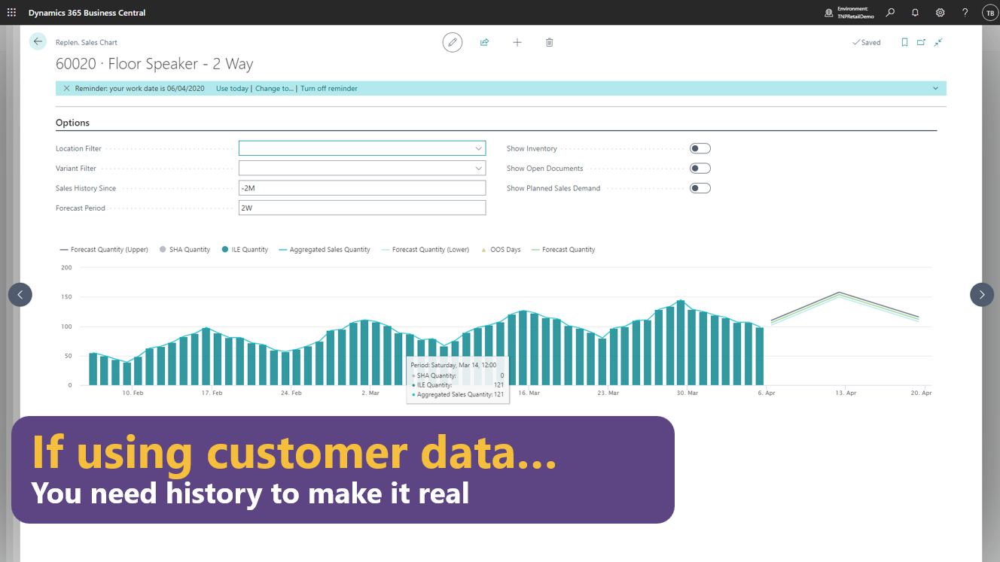 Dynamics 365 Business Central
Environment:
TNPRetailDemo
?
TB
Replen. Sales Chart
Saved
60020 · Floor Speaker - 2 Way
Reminder: your work date is 06/04/2020 Use today | Change to... | Turn off reminder
Options
Location Filter
Show Inventory
Variant Filter
Show Open Documents
Sales History Since -2M
Show Planned Sales Demand
Forecast Period 2W
Forecast Quantity (Upper) SHA Quantity ILE Quantity Aggregated Sales Quantity Forecast Quantity (Lower) OOS Days Forecast Quantity
200
150
100
50
0
Period: Saturday, Mar 14, 12:00
SHA Quantity: 0
ILE Quantity: 121
Aggregated Sales Quantity: 121
10. Feb 17. Feb 24. Feb 2. Mar 16. Mar 23. Mar 30. Mar 6. Apr 13. Apr 20. Apr
If using customer data...
You need history to make it real